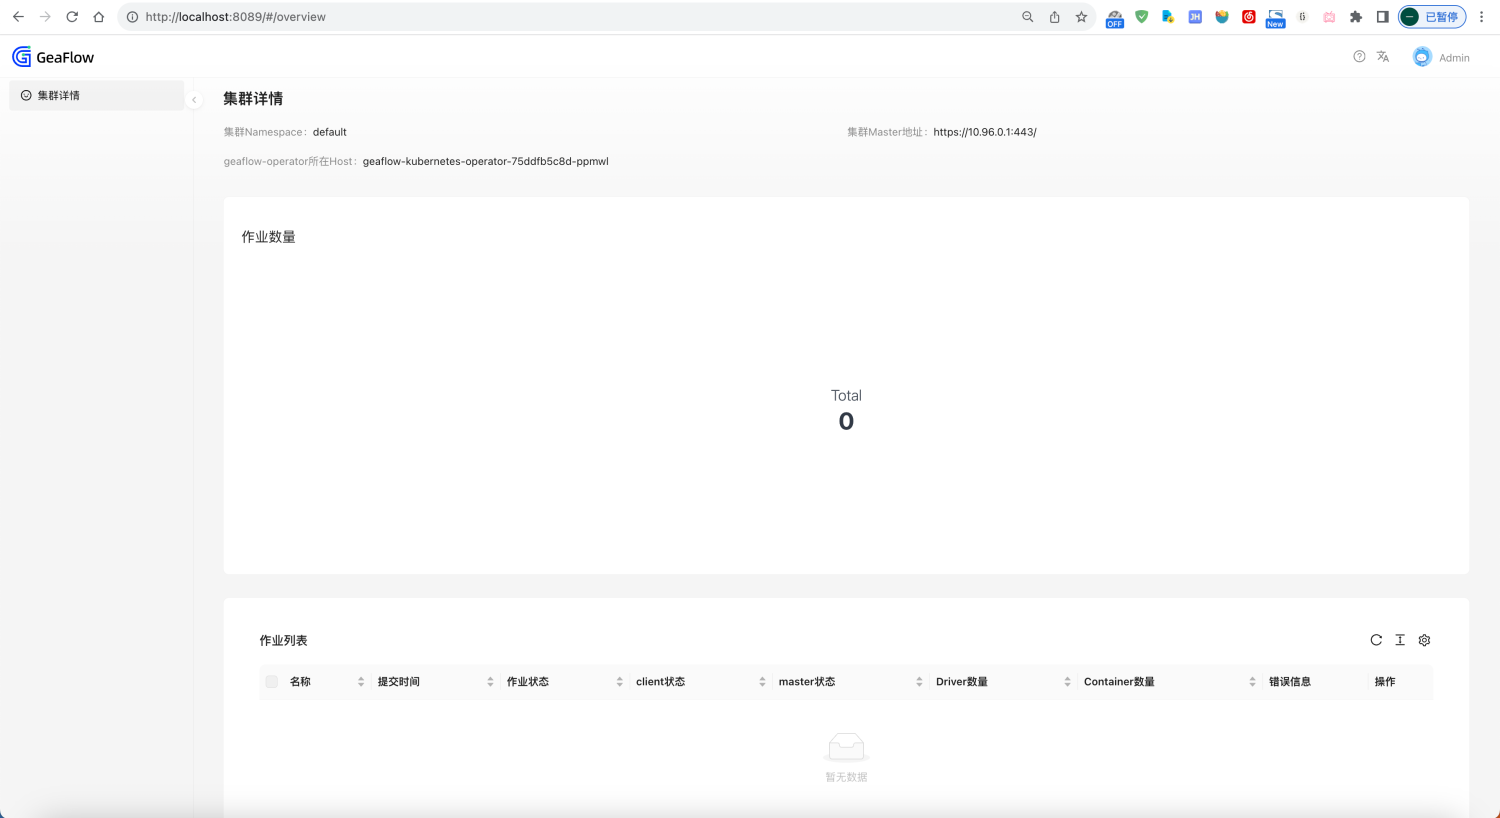 http://localhost:8089/#/overview
OFF
JH
New
已暂停
GeaFlow
Admin
集群详情
集群详情
集群Namespace: default
集群Master地址: https://10.96.0.1:443/
geaflow-operator所在Host: geaflow-kubernetes-operator-75ddfb5c8d-ppmwl
作业数量
Total
0
作业列表
名称 提交时间 作业状态 client状态 master状态 Driver数量 Container数量 错误信息 操作
暂无数据